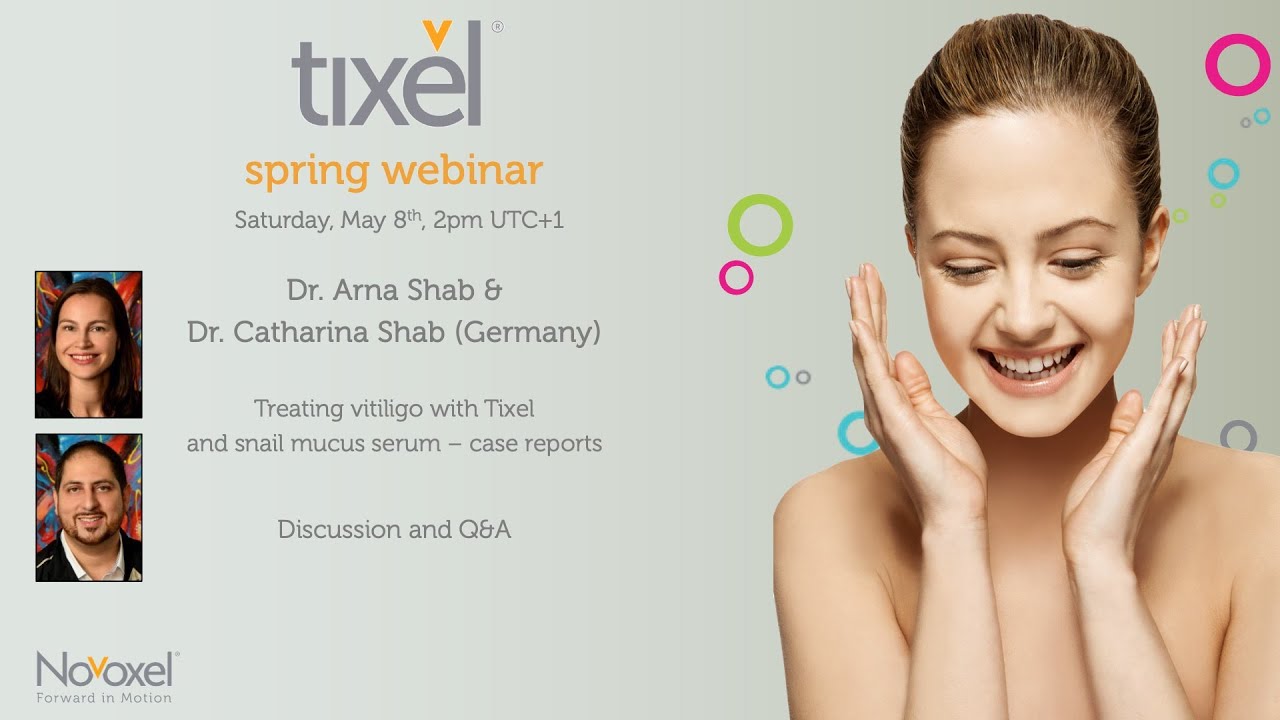 tixel®
spring webinar
Saturday, May 8th, 2pm UTC+1
Dr. Arna Shab &
Dr. Catharina Shab (Germany)
Treating vitiligo with Tixel
and snail mucus serum – case reports
Discussion and Q&A
Novoxel®
Forward in Motion